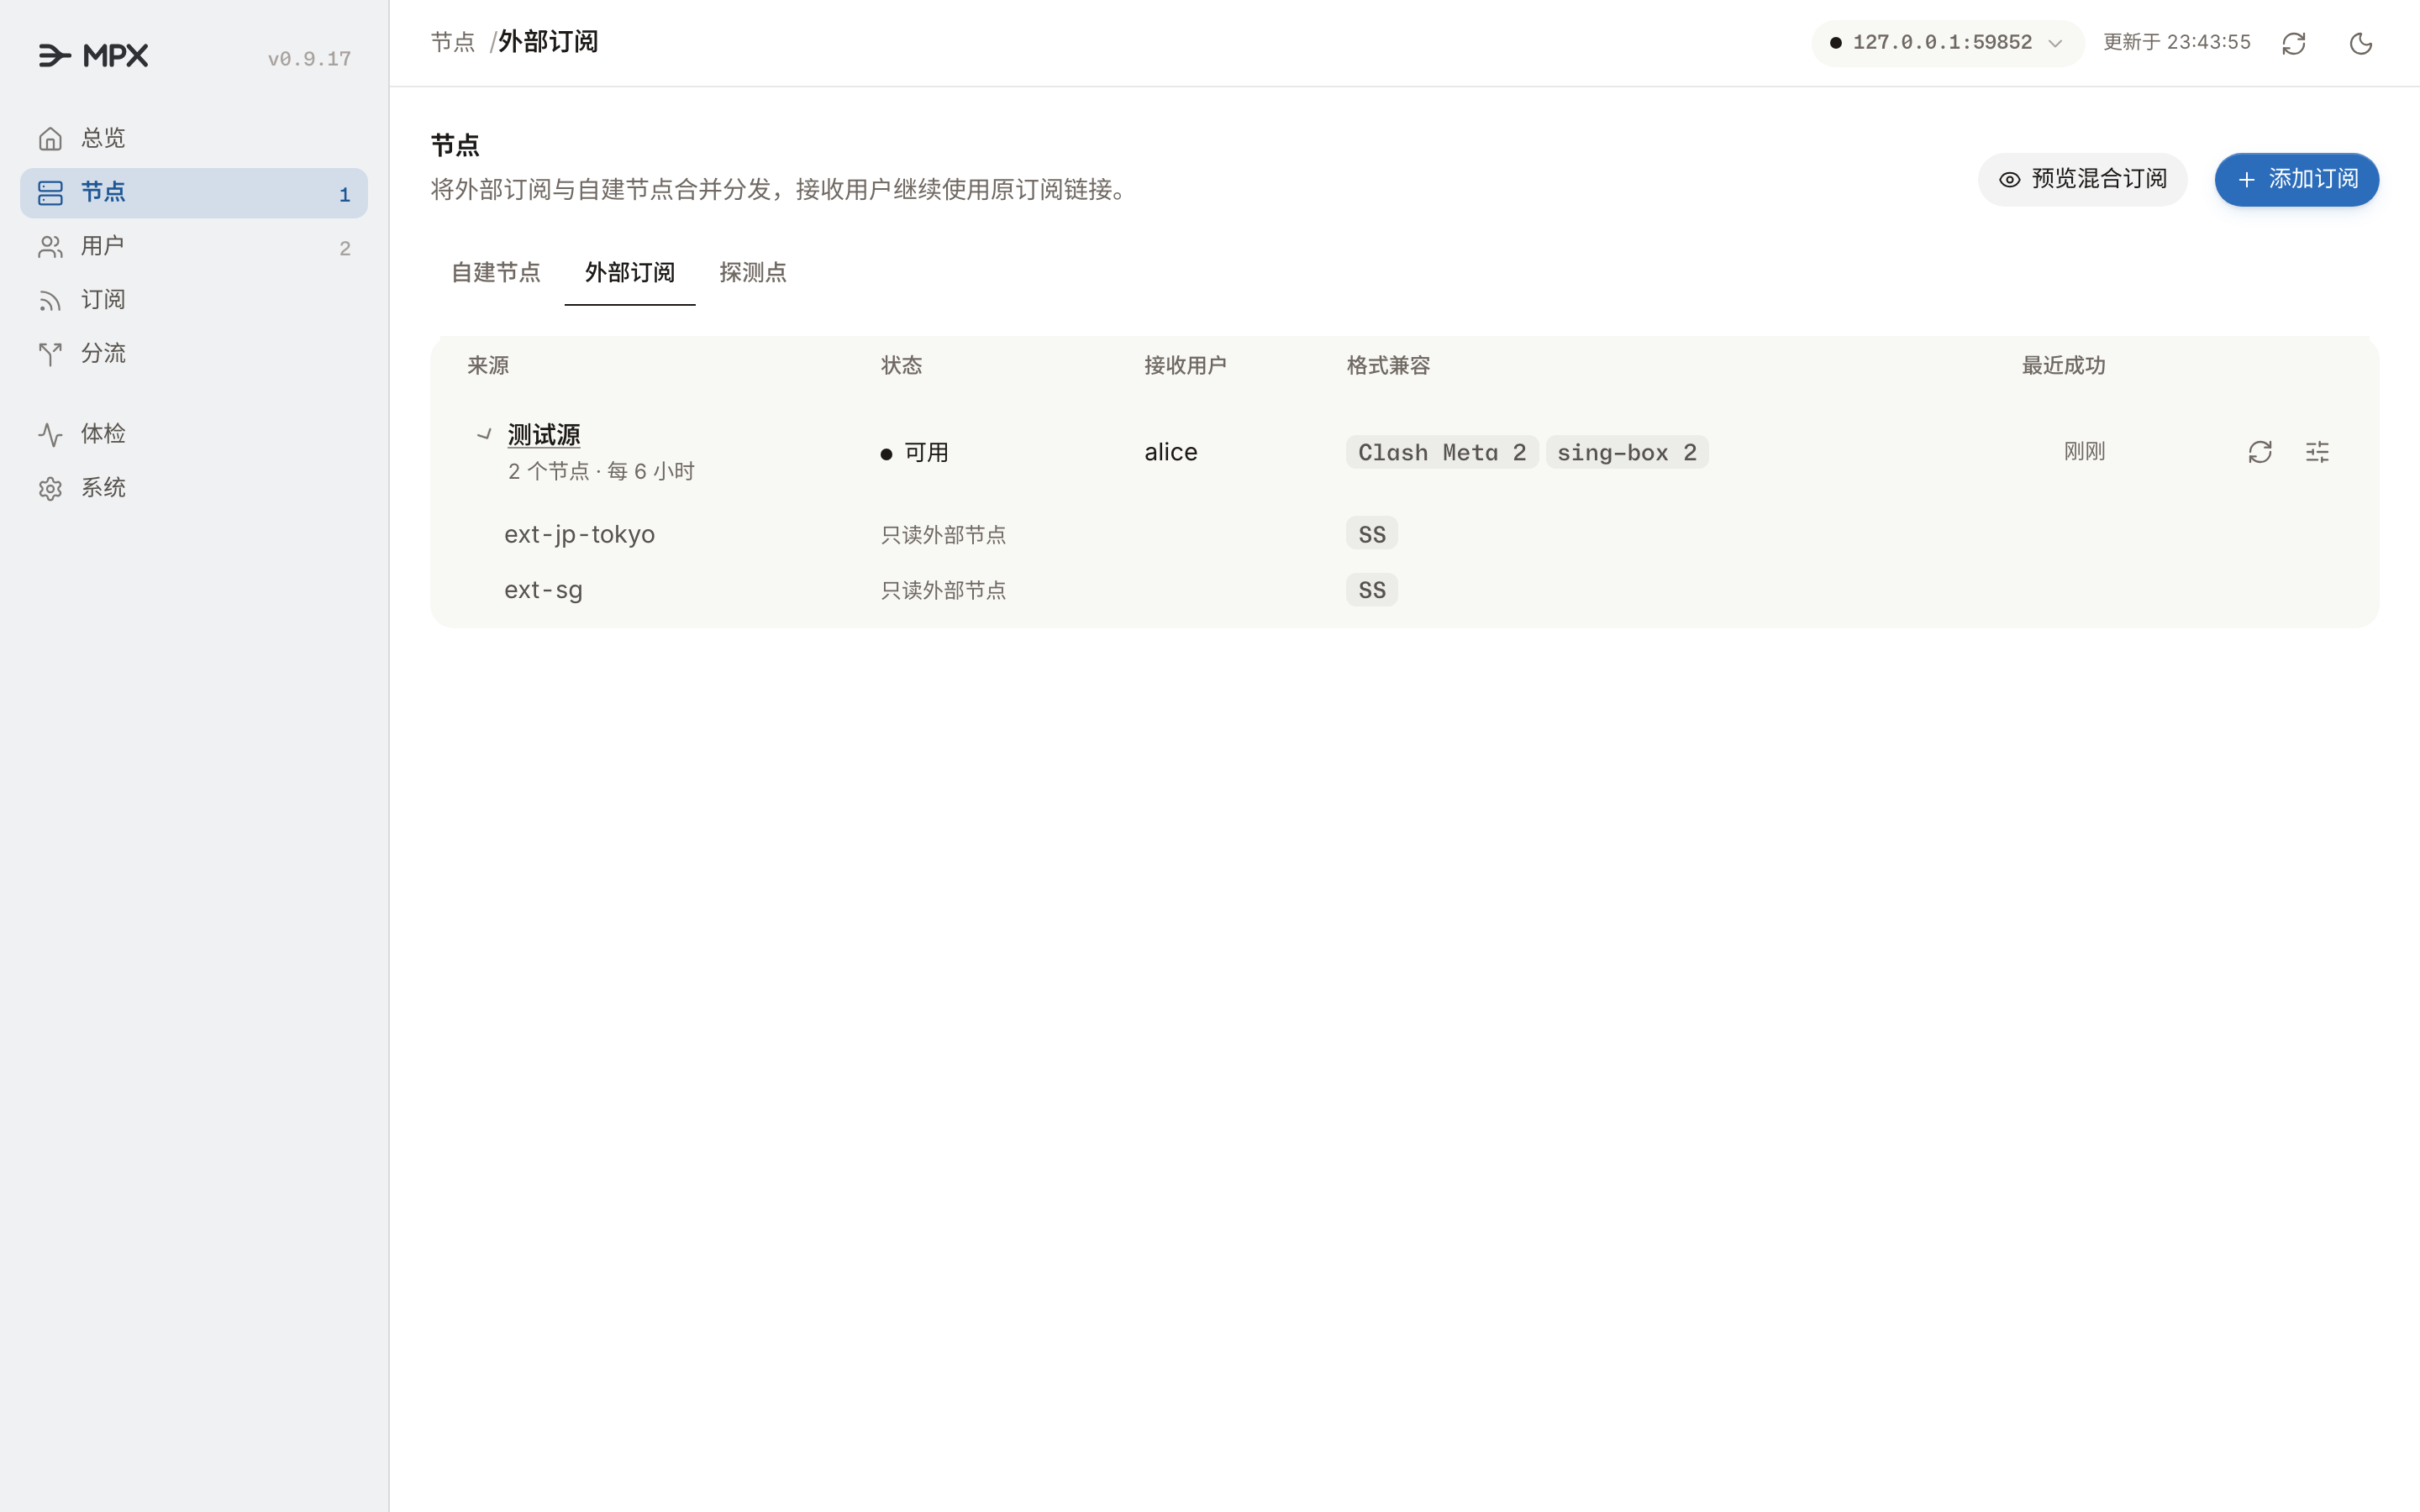 MPX v0.9.17
总览
节点 1
用户 2
订阅
分流
体检
系统
节点 /外部订阅
127.0.0.1:59852 更新于 23:43:55
节点
将外部订阅与自建节点合并分发，接收用户继续使用原订阅链接。
预览混合订阅 添加订阅
自建节点 外部订阅 探测点
来源 状态 接收用户 格式兼容 最近成功
测试源 可用 alice Clash Meta 2 sing-box 2 刚刚
2 个节点 · 每 6 小时
ext-jp-tokyo 只读外部节点 SS
ext-sg 只读外部节点 SS